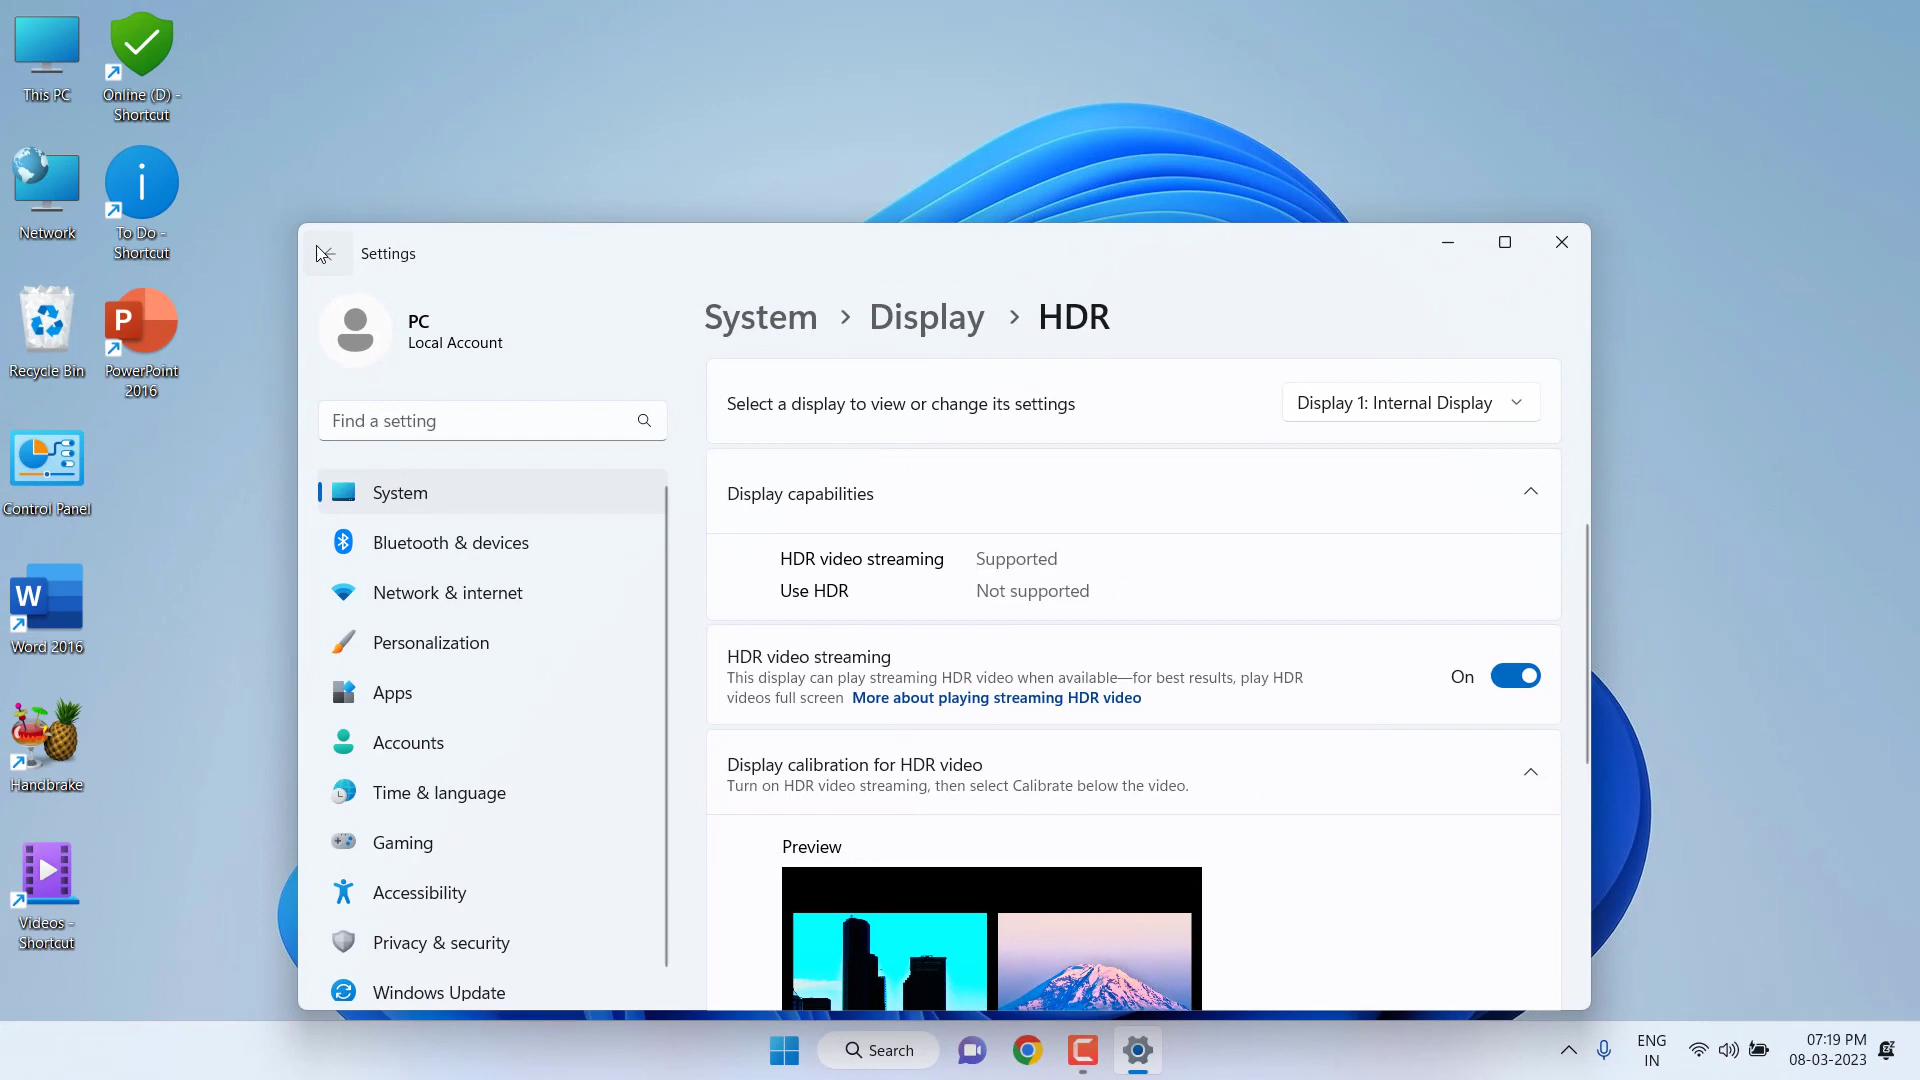 This PC
Online (D) -
Shortcut
Network
To Do -
Shortcut
Recycle Bin
PowerPoint
2016
Control Panel
Word 2016
Handbrake
Videos -
Shortcut
Settings
PC
Local Account
Find a setting
System
Bluetooth & devices
Network & internet
Personalization
Apps
Accounts
Time & language
Gaming
Accessibility
Privacy & security
Windows Update
System > Display > HDR
Select a display to view or change its settings
Display 1: Internal Display
Display capabilities
HDR video streaming Supported
Use HDR Not supported
HDR video streaming
This display can play streaming HDR video when available—for best results, play HDR
videos full screen More about playing streaming HDR video
On
Display calibration for HDR video
Turn on HDR video streaming, then select Calibrate below the video.
Preview
Search
ENG
IN
07:19 PM
08-03-2023